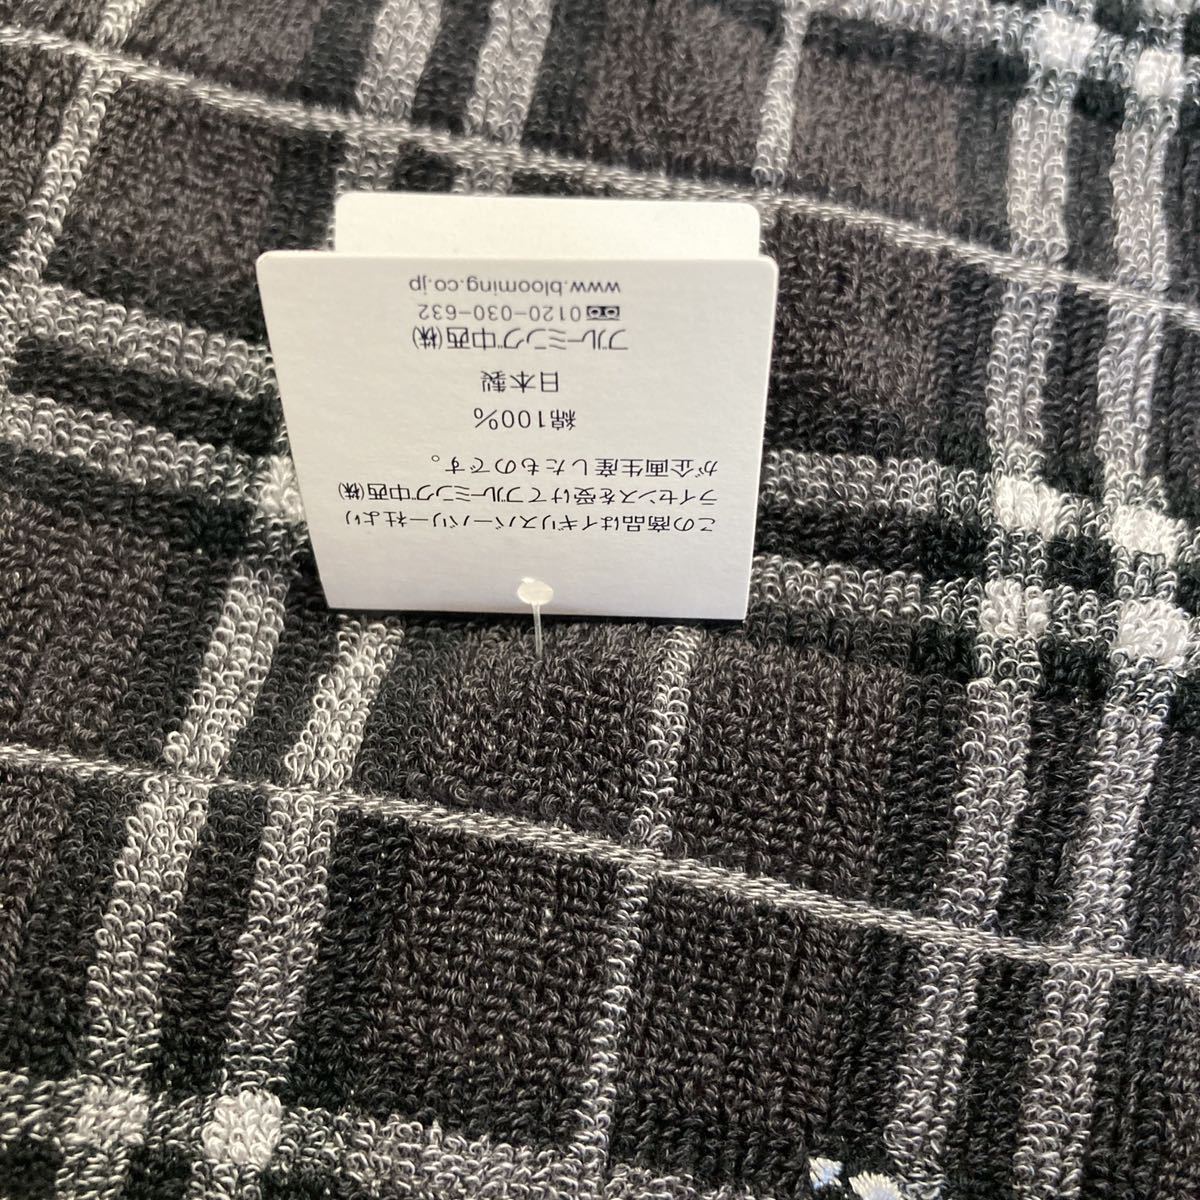 この商品はイギリスバーバリー社より
ライセンスを受けてブルーミング中西(株)
が企画生産したものです。
綿100%
日本製
ブルーミング中西(株)
0120-030-632
www.blooming.co.jp